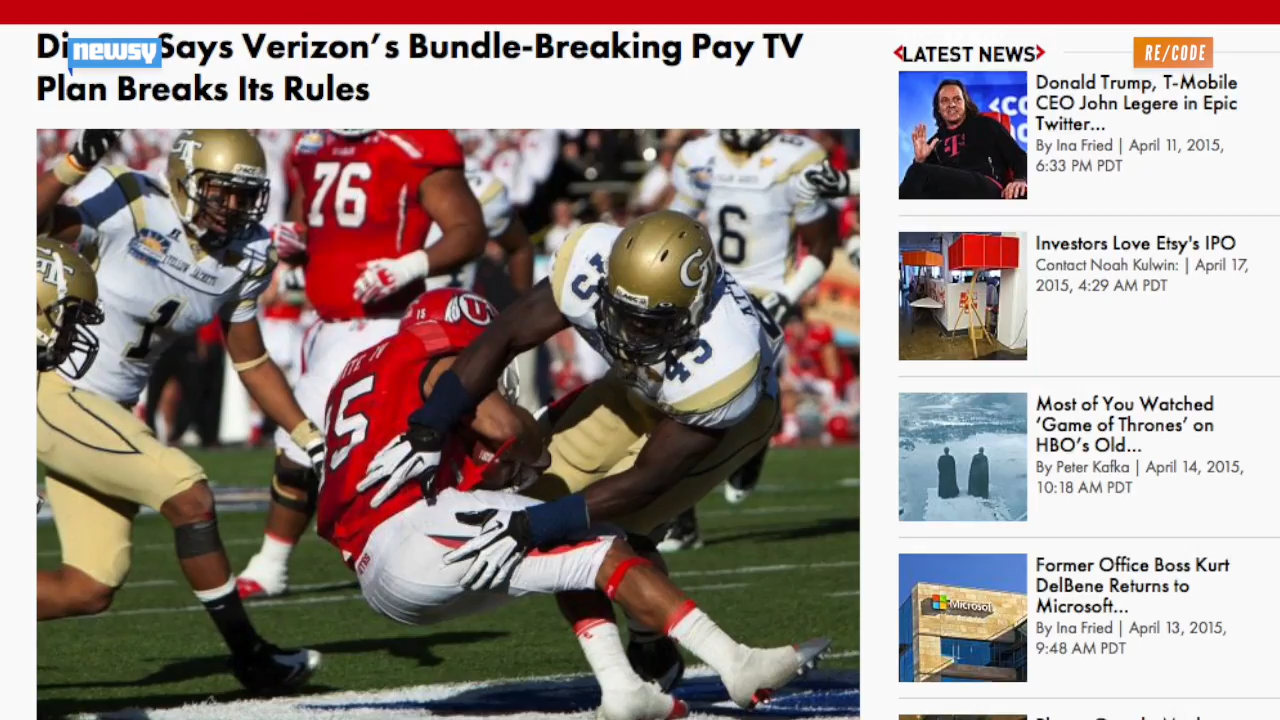 Di Says Verizon's Bundle-Breaking Pay TV
Plan Breaks Its Rules
newsy
<LATEST NEWS>
RE/CODE
Donald Trump, T-Mobile
CEO John Legere in Epic
Twitter...
By Ina Fried | April 11, 2015,
6:33 PM PDT
Investors Love Etsy's IPO
Contact Noah Kulwin: | April 17,
2015, 4:29 AM PDT
Most of You Watched
'Game of Thrones' on
HBO's Old...
By Peter Kafka | April 14, 2015,
10:18 AM PDT
Former Office Boss Kurt
DelBene Returns to
Microsoft...
By Ina Fried | April 13, 2015,
9:48 AM PDT
Microsoft
76
6
1
43
15